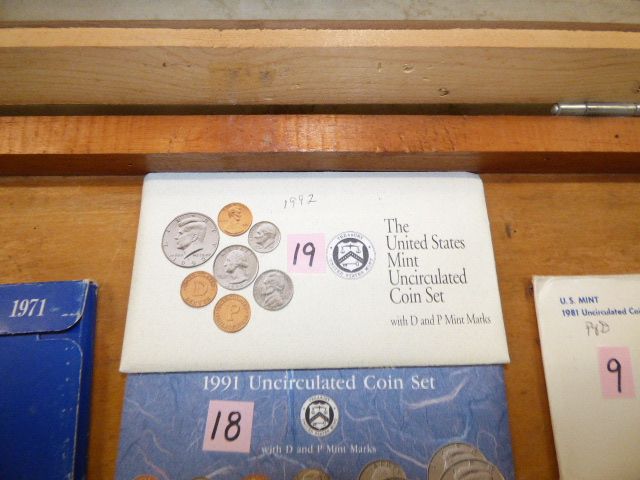 1992
19
The
United States
Mint
Uncirculated
Coin Set
with D and P Mint Marks
D
P
1971
1991 Uncirculated Coin Set
18
with D and P Mint Marks
U.S. MINT
1981 Uncirculated Coi
P&D
9